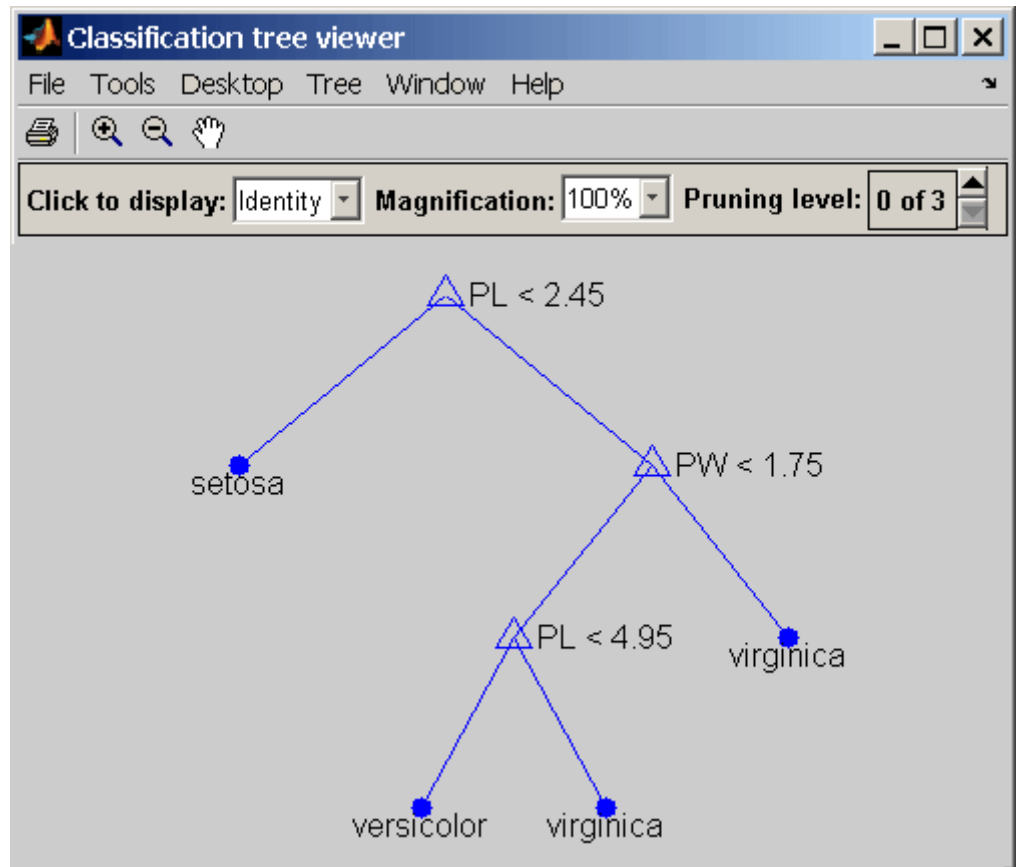 Classification tree viewer
File Tools Desktop Tree Window Help
Click to display: Identity Magnification: 100% Pruning level: 0 of 3
PL < 2.45
setosa
PW < 1.75
PL < 4.95
virginica
versicolor
virginica